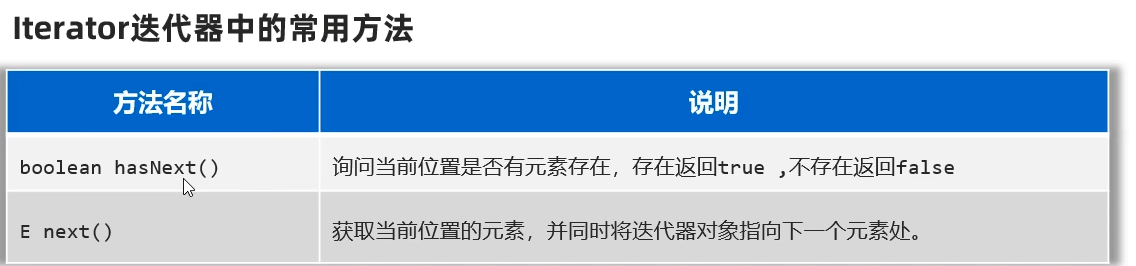 Iterator迭代器中的常用方法
方法名称 说明
boolean hasNext() 询问当前位置是否有元素存在，存在返回true ,不存在返回false
E next() 获取当前位置的元素，并同时将迭代器对象指向下一个元素处。